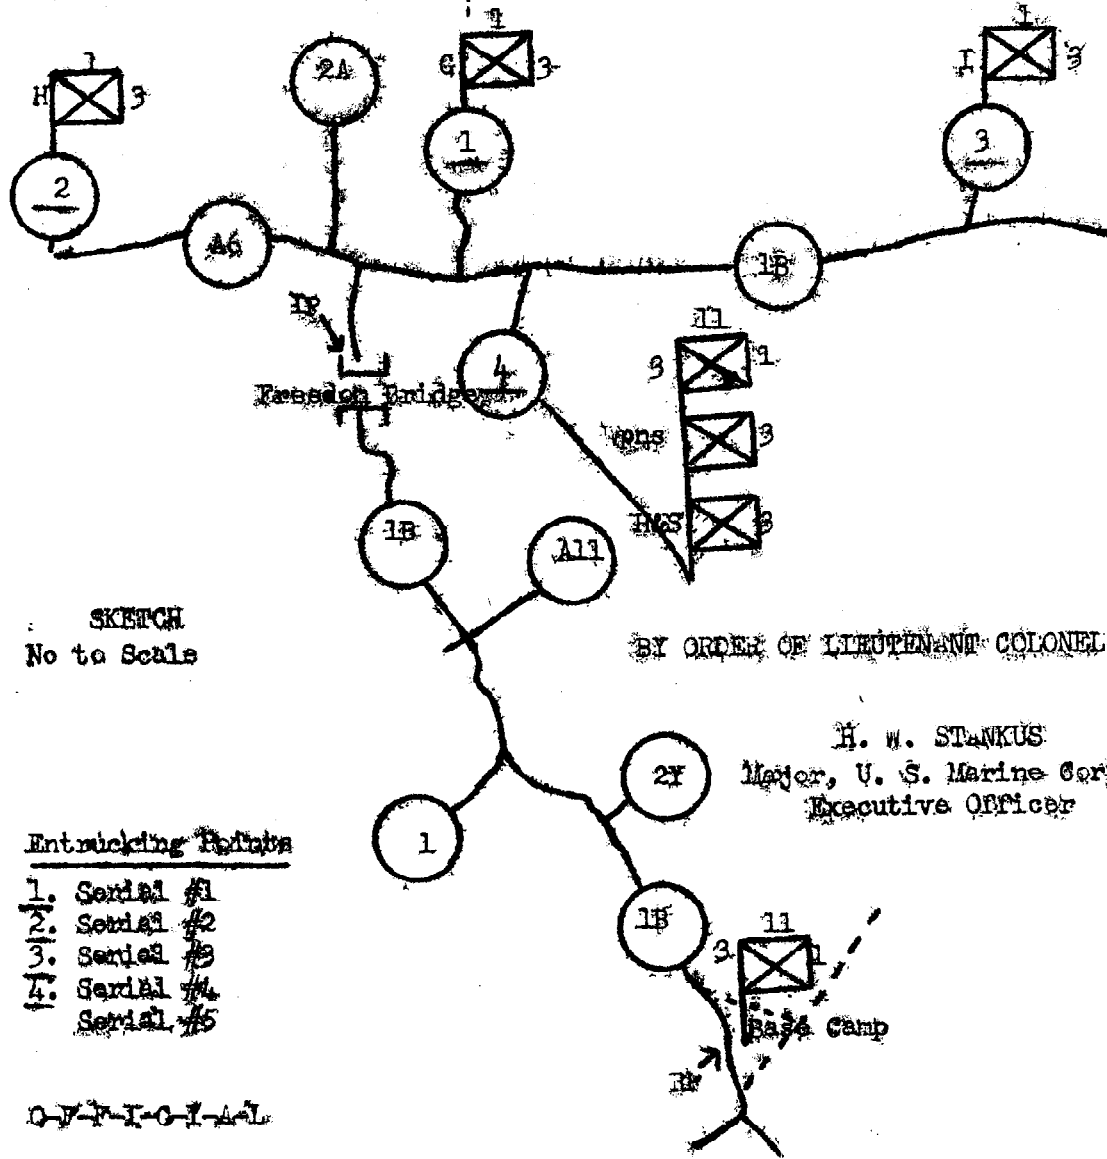 1
1
1
H 3
2A
G 3
I 3
2
1
3
A6
1B
IP
11
3 1
4
Freedom Bridge
3
H&S 3
1B
A11
SKETCH
No to Scale
BY ORDER OF LIEUTENANT COLONEL
H. W. STANKUS
2Y
Major, U. S. Marine Cor
Executive Officer
1
Entrucking Points
1. Serial #1
2. Serial #2
3. Serial #3
4. Serial #4
Serial #5
1B
11
3 1
Base Camp
O-F-F-I-C-I-A-L